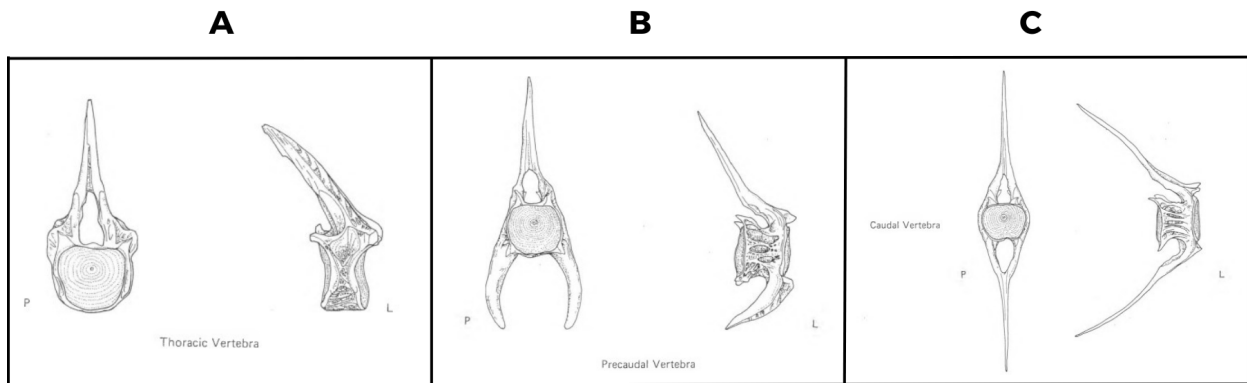 A
B
C
P
L
Thoracic Vertebra
P
L
Precaudal Vertebra
Caudal Vertebra
P
L